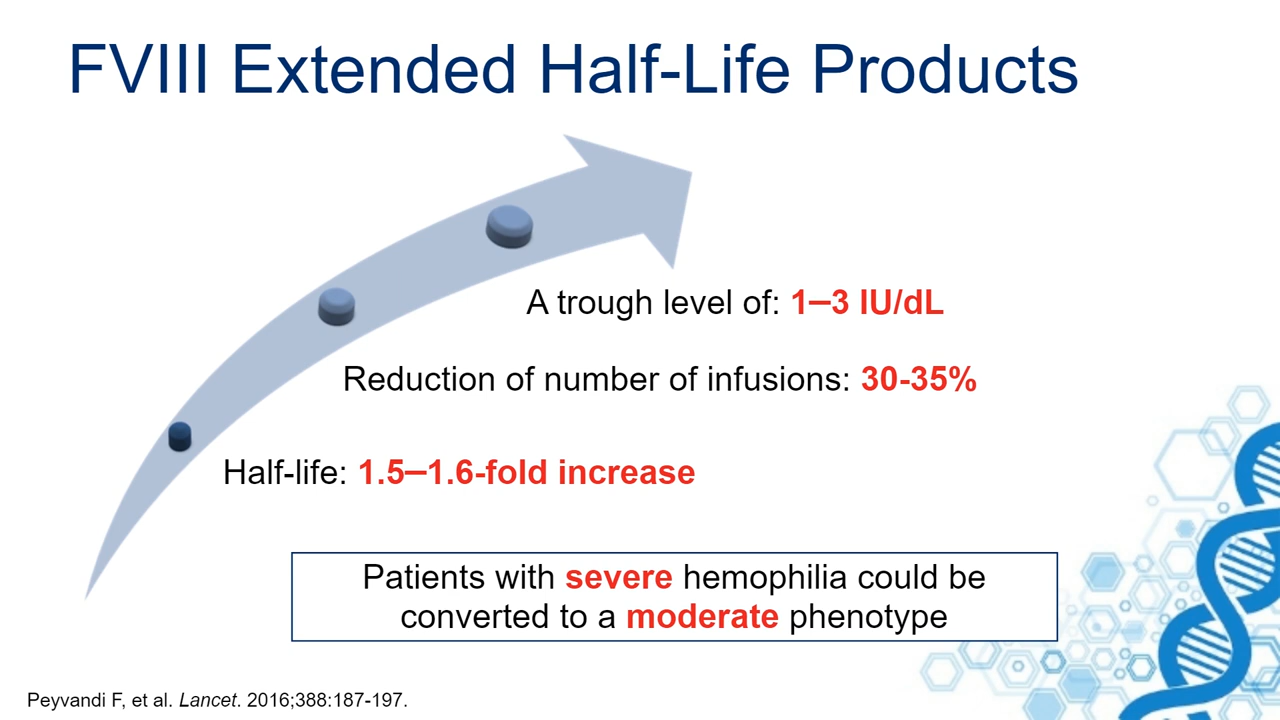 FVIII Extended Half-Life Products
A trough level of: 1–3 IU/dL
Reduction of number of infusions: 30-35%
Half-life: 1.5–1.6-fold increase
Patients with severe hemophilia could be
converted to a moderate phenotype
Peyvandi F, et al. Lancet. 2016;388:187-197.